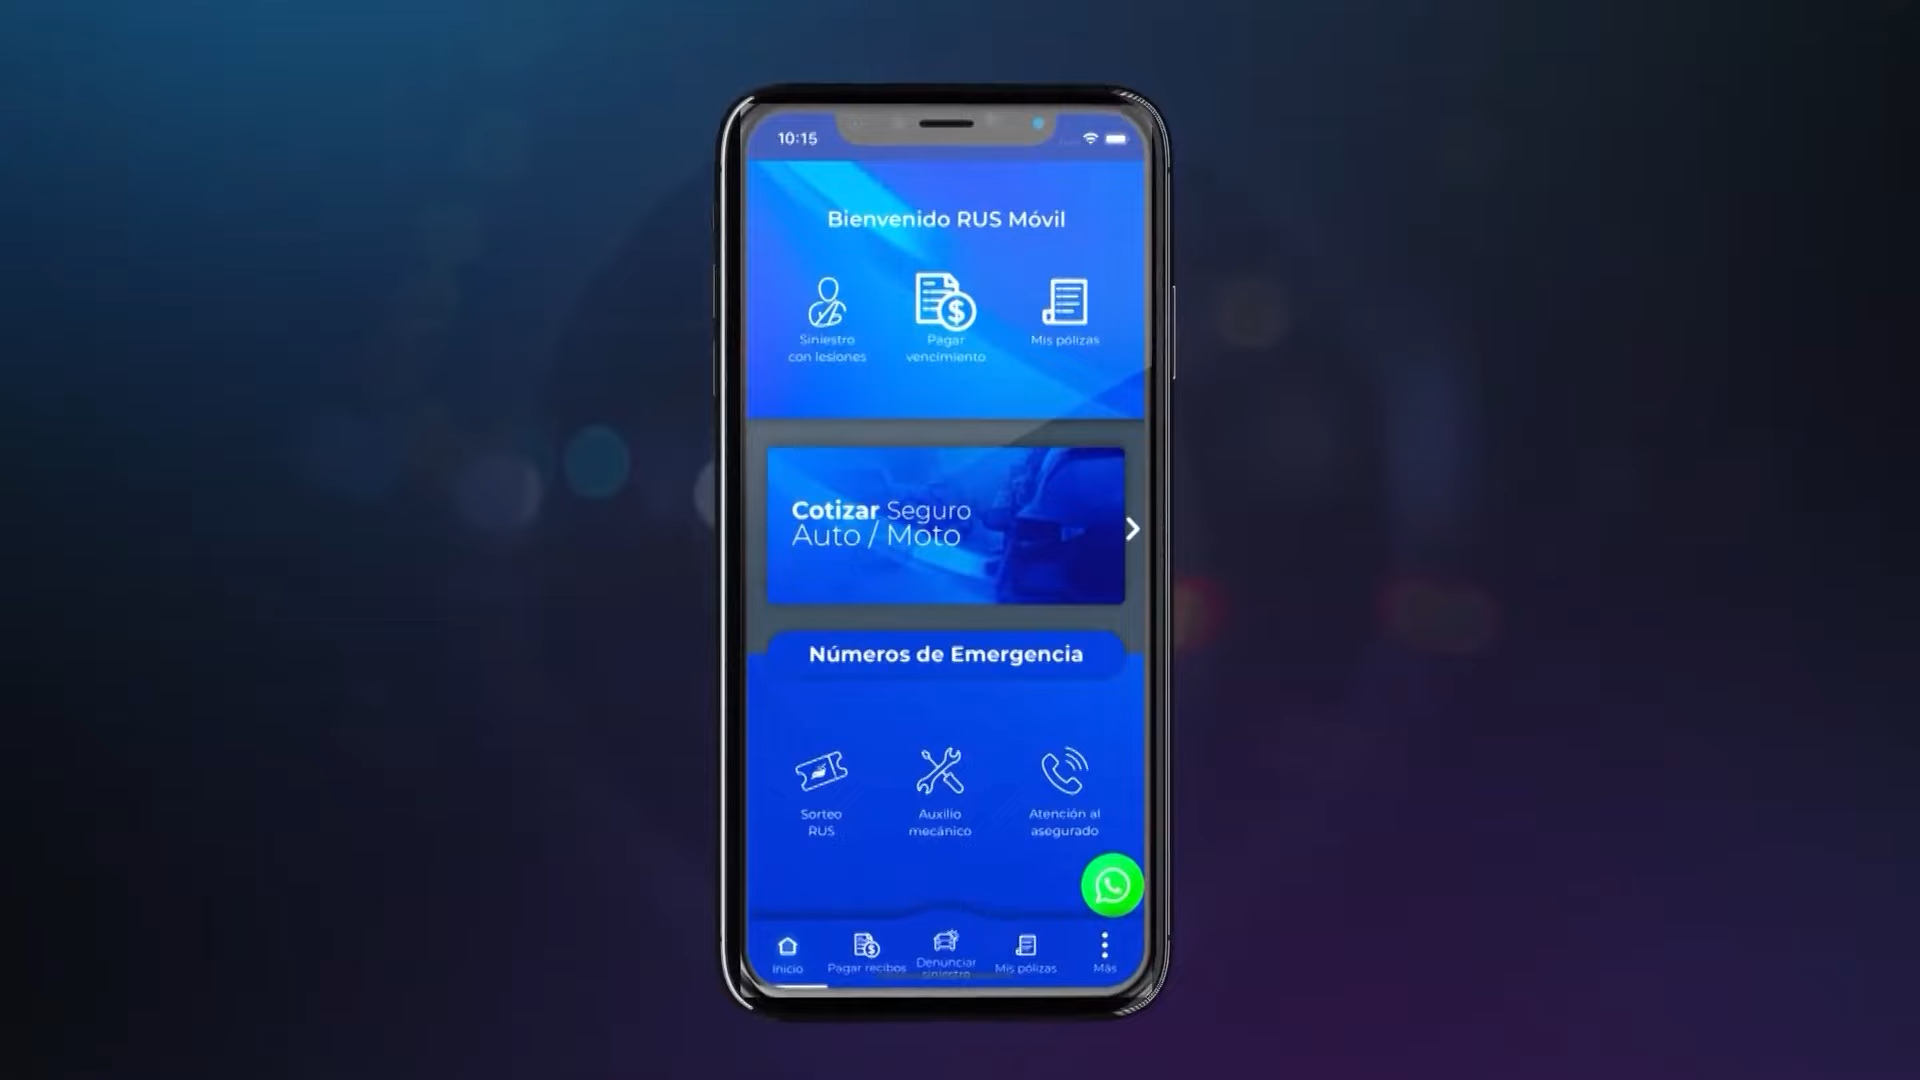 10:15
Bienvenido RUS Móvil
Siniestro
con lesiones
Pagar
vencimiento
Mis pólizas
Cotizar Seguro
Auto / Moto
Números de Emergencia
Sorteo
RUS
Auxilio
mecánico
Atención al
asegurado
Inicio
Pagar recibos
Denunciar
siniestro
Mis pólizas
Más